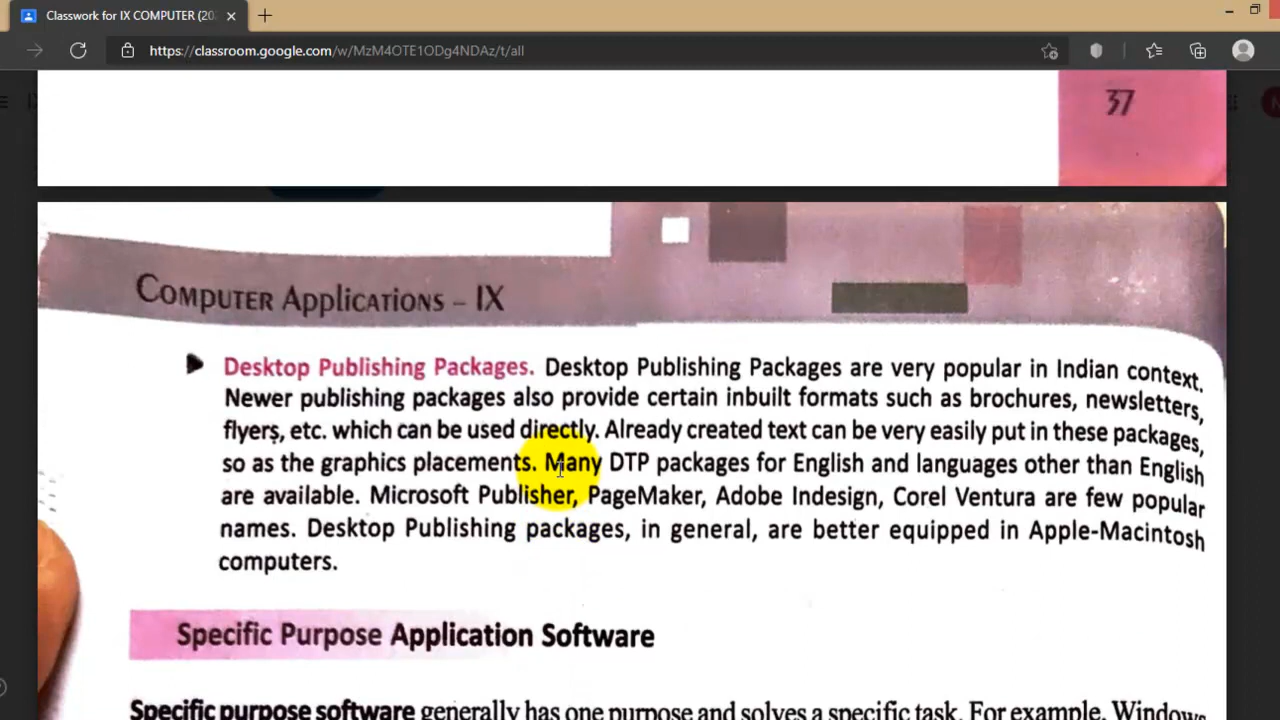 Classwork for IX COMPUTER (20
https://classroom.google.com/w/MzM4OTE1ODg4NDAz/t/all
37
COMPUTER APPLICATIONS – IX
Desktop Publishing Packages. Desktop Publishing Packages are very popular in Indian context.
Newer publishing packages also provide certain inbuilt formats such as brochures, newsletters,
flyers, etc. which can be used directly. Already created text can be very easily put in these packages,
so as the graphics placements. Many DTP packages for English and languages other than English
are available. Microsoft Publisher, PageMaker, Adobe Indesign, Corel Ventura are few popular
names. Desktop Publishing packages, in general, are better equipped in Apple-Macintosh
computers.
Specific Purpose Application Software
Specific purpose software generally has one purpose and solves a specific task. For example, Windows